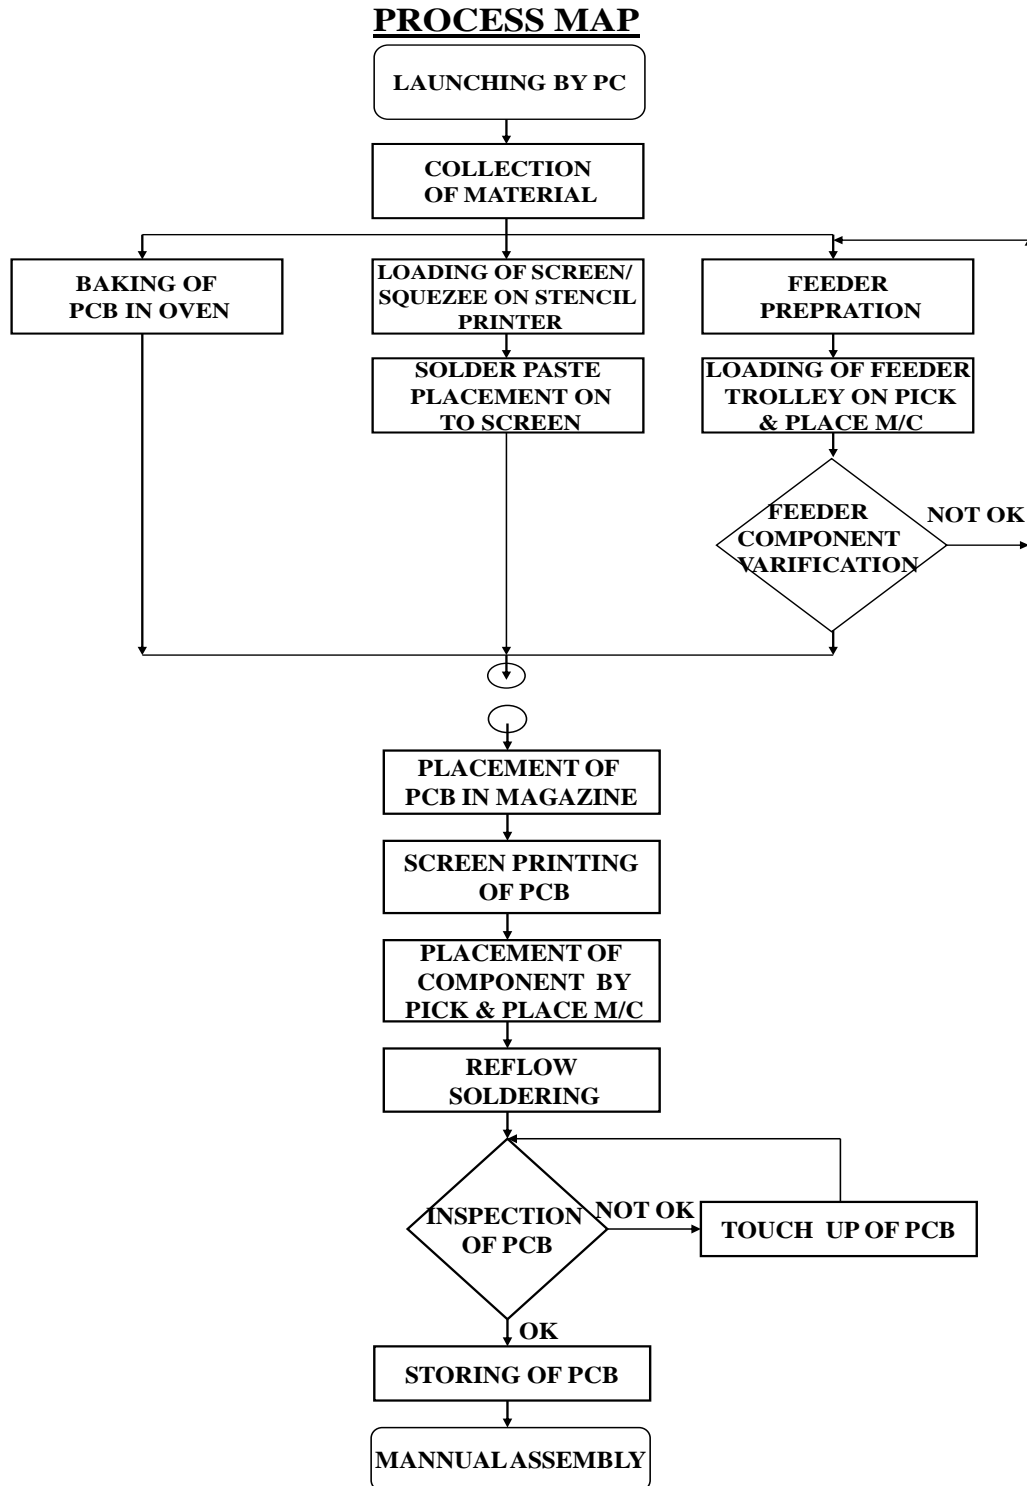 PROCESS MAP
LAUNCHING BY PC
COLLECTION
OF MATERIAL
BAKING OF
PCB IN OVEN
LOADING OF SCREEN/
SQUEZEE ON STENCIL
PRINTER
FEEDER
PREPRATION
SOLDER PASTE
PLACEMENT ON
TO SCREEN
LOADING OF FEEDER
TROLLEY ON PICK
& PLACE M/C
FEEDER
COMPONENT
VARIFICATION
NOT OK
PLACEMENT OF
PCB IN MAGAZINE
SCREEN PRINTING
OF PCB
PLACEMENT OF
COMPONENT BY
PICK & PLACE M/C
REFLOW
SOLDERING
INSPECTION
OF PCB
NOT OK
TOUCH UP OF PCB
OK
STORING OF PCB
MANNUAL ASSEMBLY